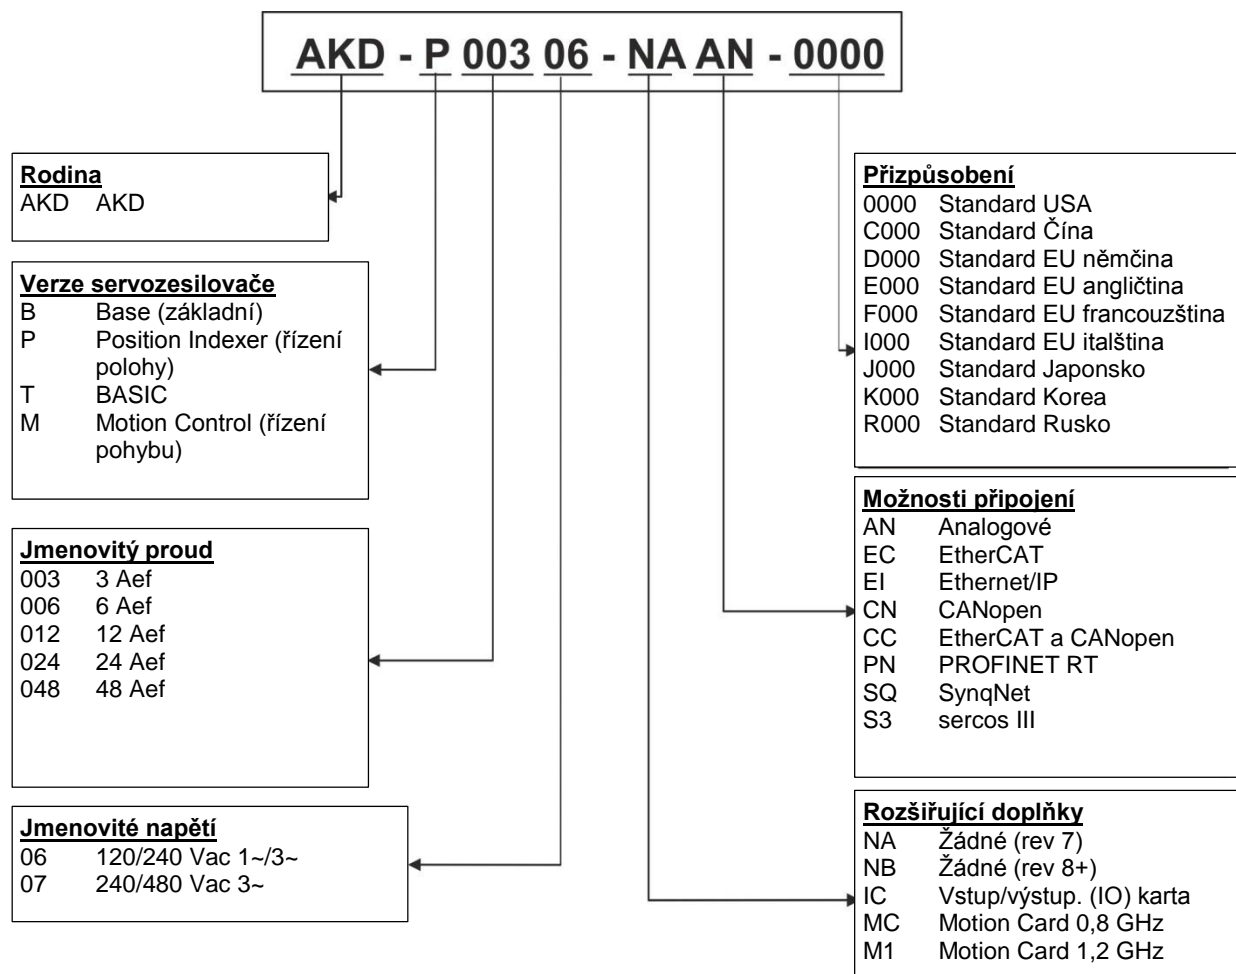 AKD - P 003 06 - NA AN - 0000
Rodina
AKD AKD
Verze servozesilovače
B Base (základní)
P Position Indexer (řízení
polohy)
T BASIC
M Motion Control (řízení
pohybu)
Jmenovitý proud
003 3 Aef
006 6 Aef
012 12 Aef
024 24 Aef
048 48 Aef
Jmenovité napětí
06 120/240 Vac 1~/3~
07 240/480 Vac 3~
Přizpůsobení
0000 Standard USA
C000 Standard Čína
D000 Standard EU němčina
E000 Standard EU angličtina
F000 Standard EU francouzština
I000 Standard EU italština
J000 Standard Japonsko
K000 Standard Korea
R000 Standard Rusko
Možnosti připojení
AN Analogové
EC EtherCAT
EI Ethernet/IP
CN CANopen
CC EtherCAT a CANopen
PN PROFINET RT
SQ SynqNet
S3 sercos III
Rozšiřující doplňky
NA Žádné (rev 7)
NB Žádné (rev 8+)
IC Vstup/výstup. (IO) karta
MC Motion Card 0,8 GHz
M1 Motion Card 1,2 GHz